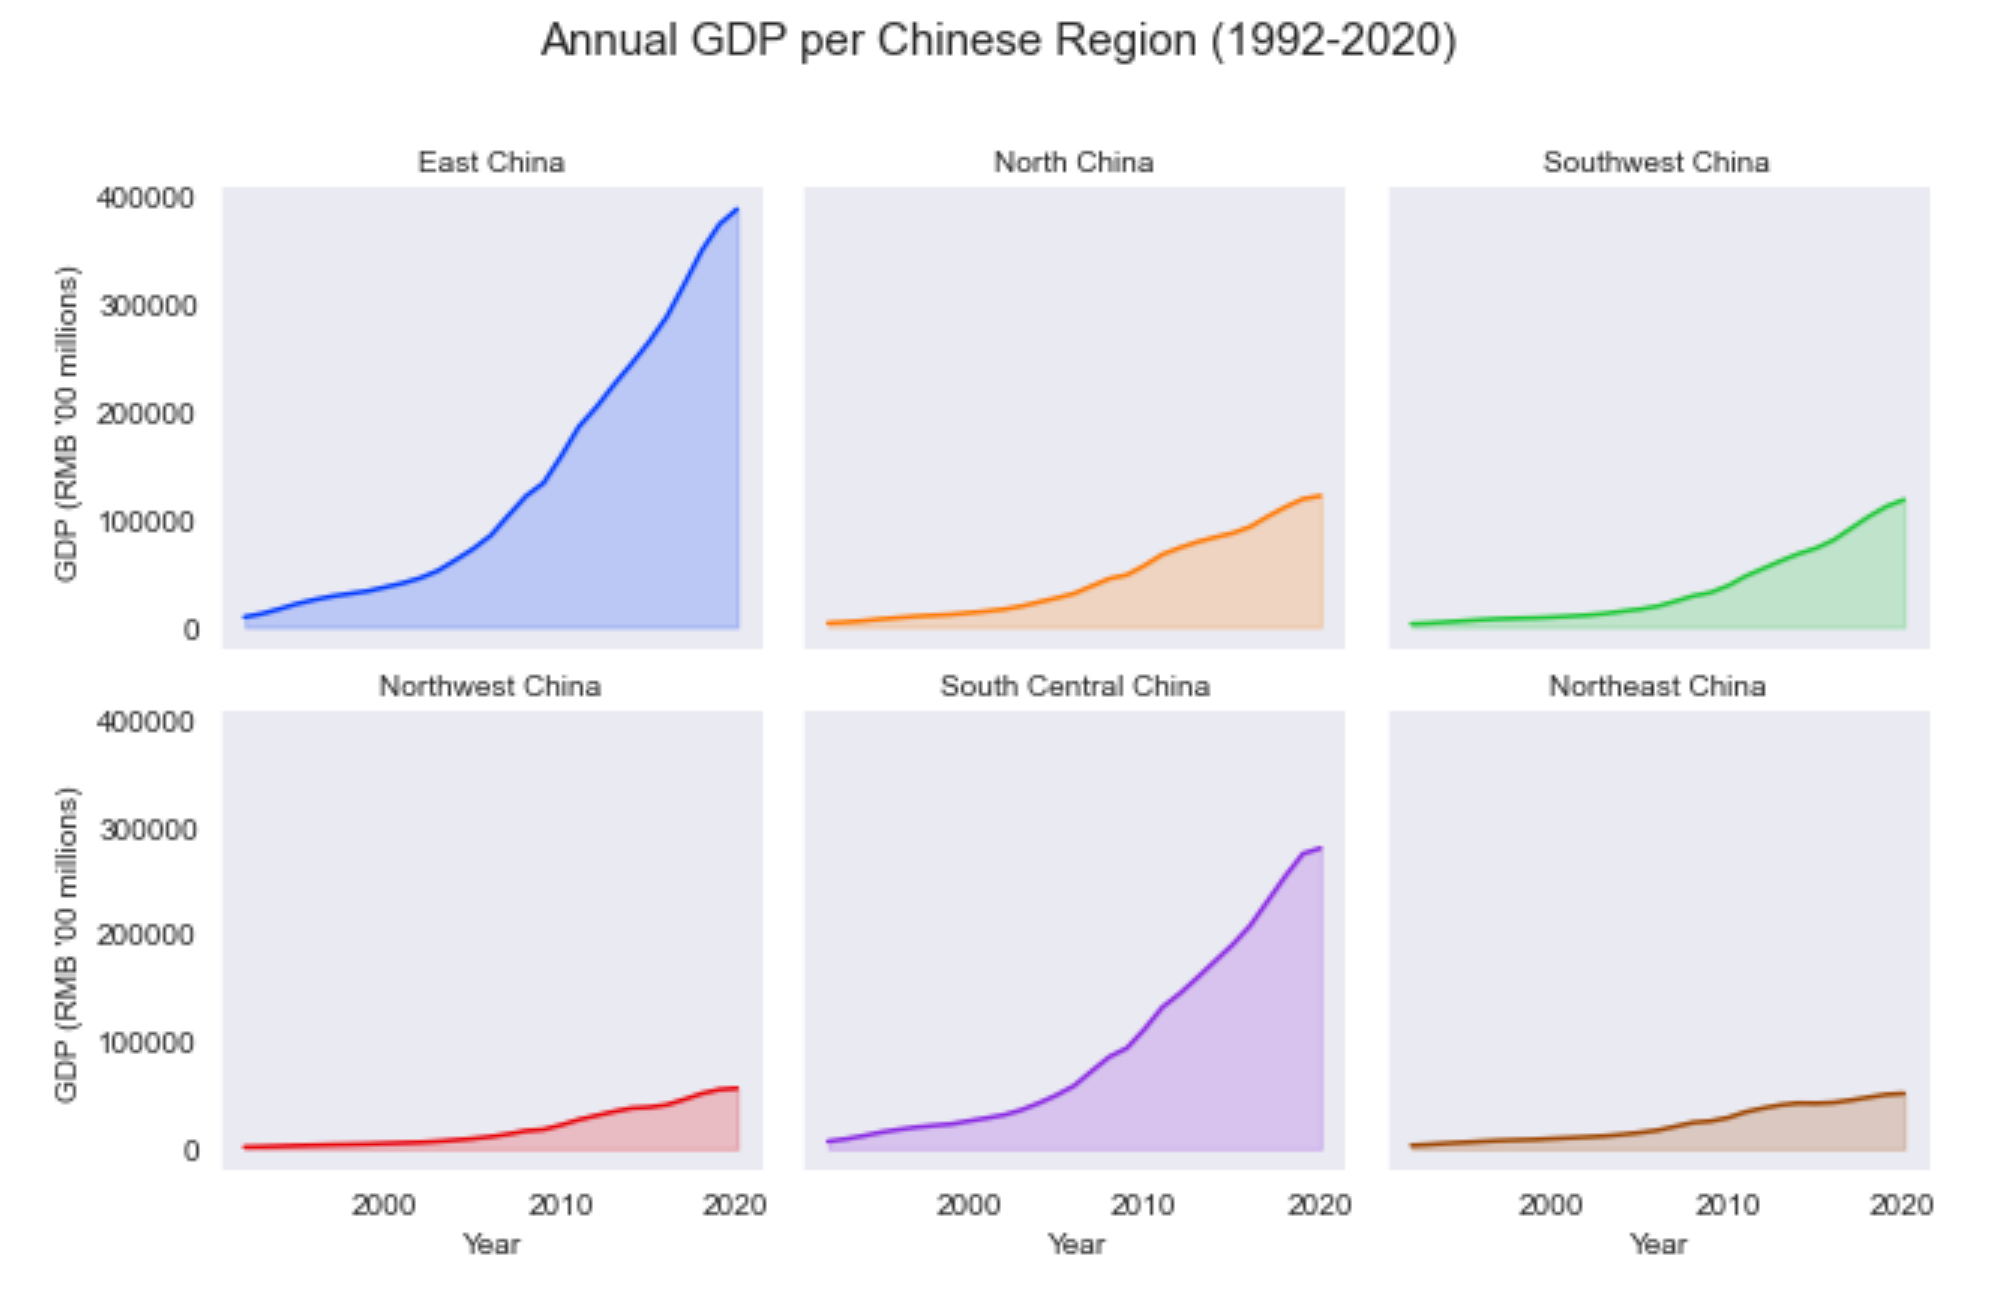 Annual GDP per Chinese Region (1992-2020)
East China
North China
Southwest China
GDP (RMB '00 millions)
400000
300000
200000
100000
0
Northwest China
South Central China
Northeast China
GDP (RMB '00 millions)
400000
300000
200000
100000
0
2000 2010 2020
2000 2010 2020
2000 2010 2020
Year
Year
Year